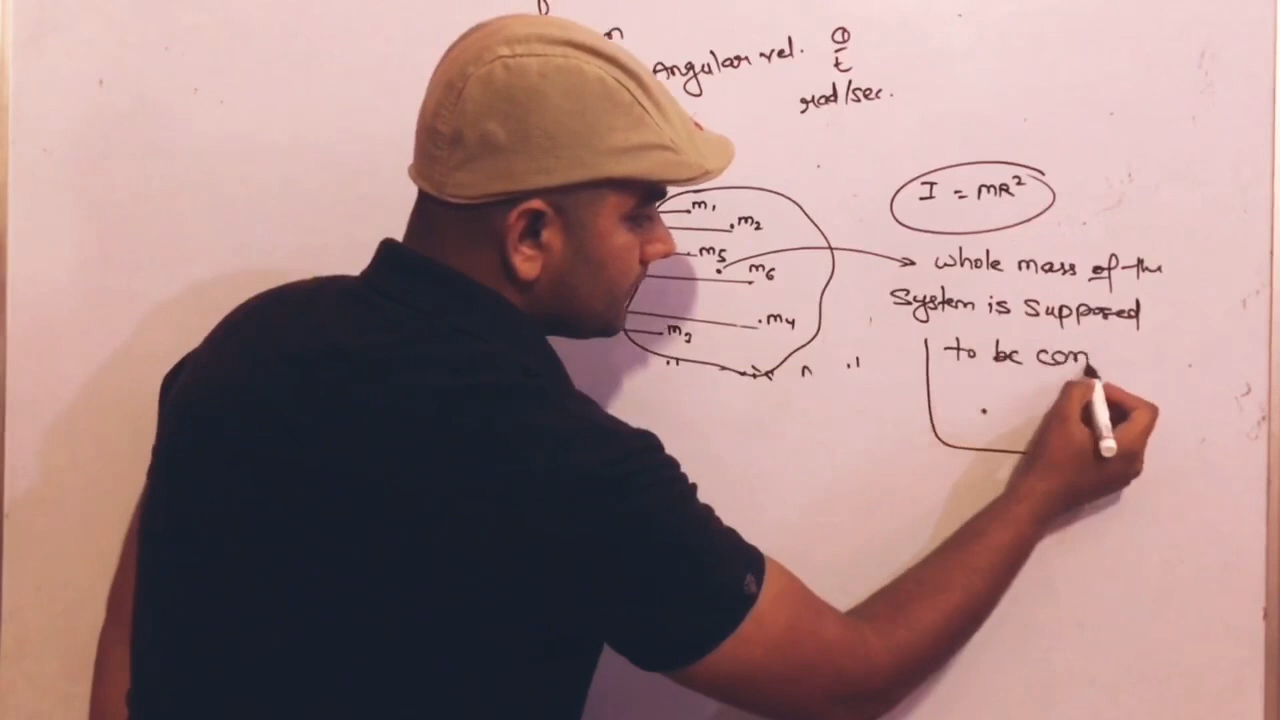 Angular vel. θ/t
rad/sec.
I = MR²
m₁
m₂
m₅
m₆
m₄
m₃
whole mass of the
System is supposed
to be con